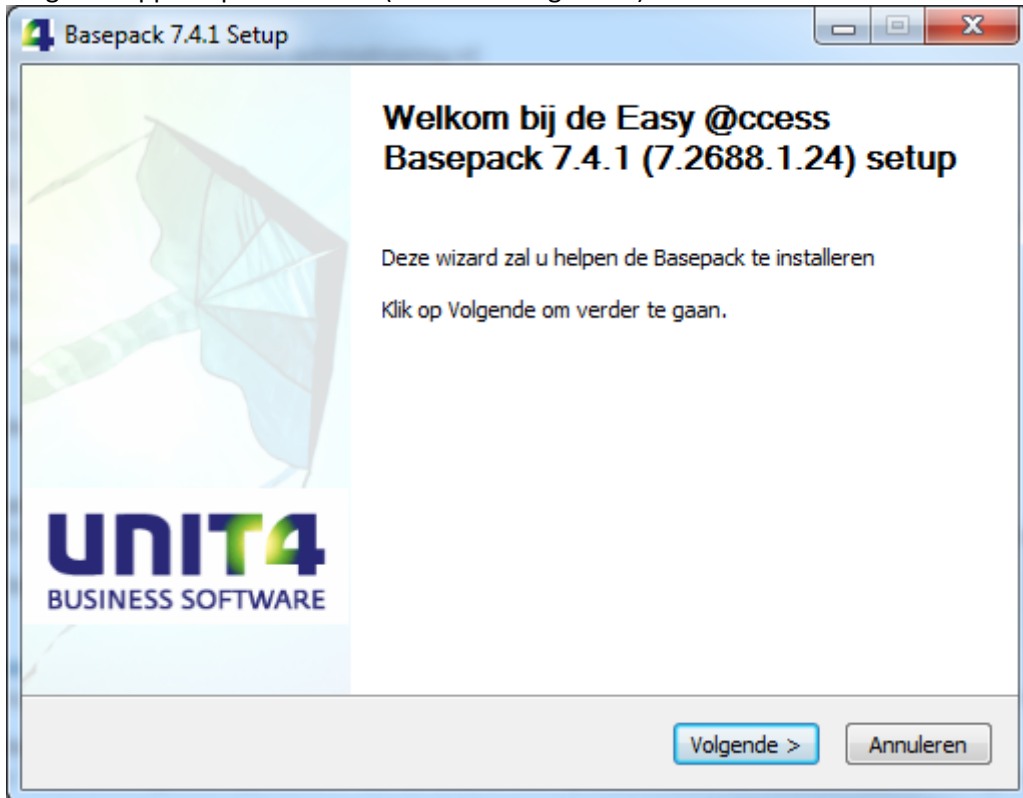 Basepack 7.4.1 Setup
Welkom bij de Easy @ccess
Basepack 7.4.1 (7.2688.1.24) setup
Deze wizard zal u helpen de Basepack te installeren
Klik op Volgende om verder te gaan.
UNIT4
BUSINESS SOFTWARE
Volgende >
Annuleren